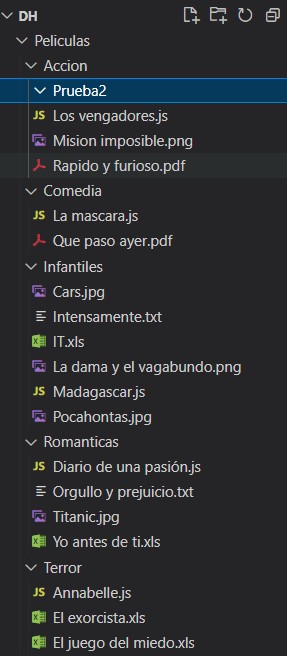 DH
Peliculas
Accion
Prueba2
JS Los vengadores.js
Mision imposible.png
Rapido y furioso.pdf
Comedia
JS La mascara.js
Que paso ayer.pdf
Infantiles
Cars.jpg
Intensamente.txt
IT.xls
La dama y el vagabundo.png
JS Madagascar.js
Pocahontas.jpg
Romanticas
JS Diario de una pasión.js
Orgullo y prejuicio.txt
Titanic.jpg
Yo antes de ti.xls
Terror
JS Annabelle.js
El exorcista.xls
El juego del miedo.xls